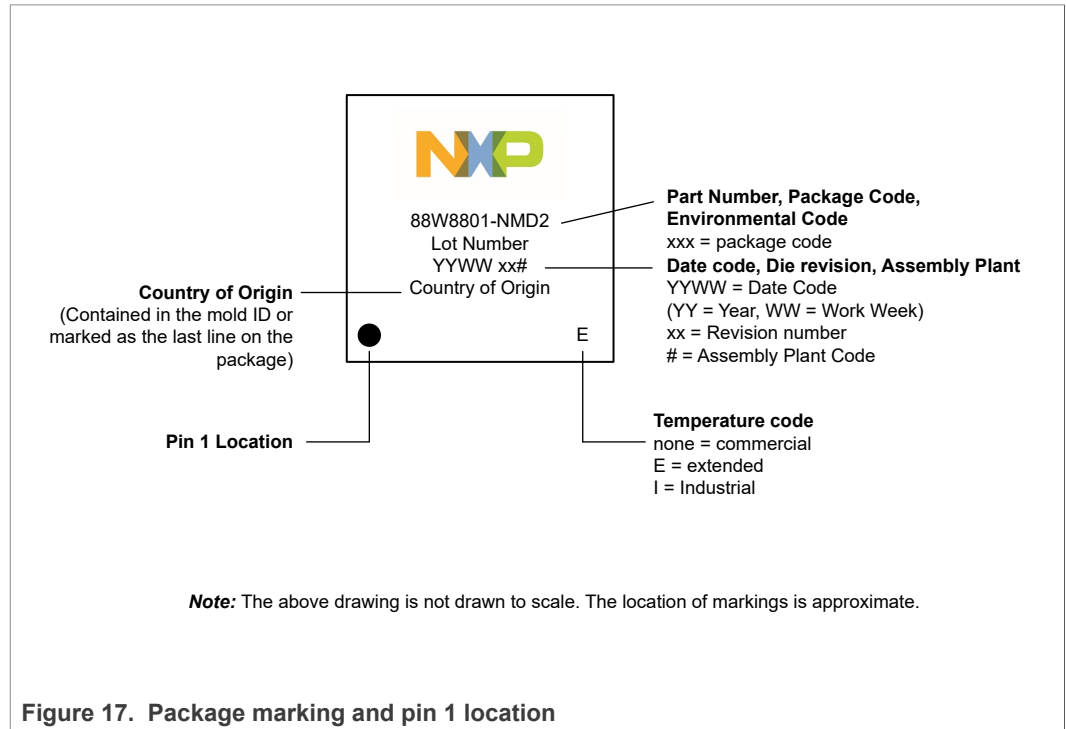 NXP
88W8801-NMD2
Lot Number
YYWW xx#
Country of Origin
E
Part Number, Package Code,
Environmental Code
xxx = package code
Date code, Die revision, Assembly Plant
YYWW = Date Code
(YY = Year, WW = Work Week)
xx = Revision number
# = Assembly Plant Code
Country of Origin
(Contained in the mold ID or
marked as the last line on the
package)
Pin 1 Location
Temperature code
none = commercial
E = extended
I = Industrial
Note: The above drawing is not drawn to scale. The location of markings is approximate.
Figure 17. Package marking and pin 1 location